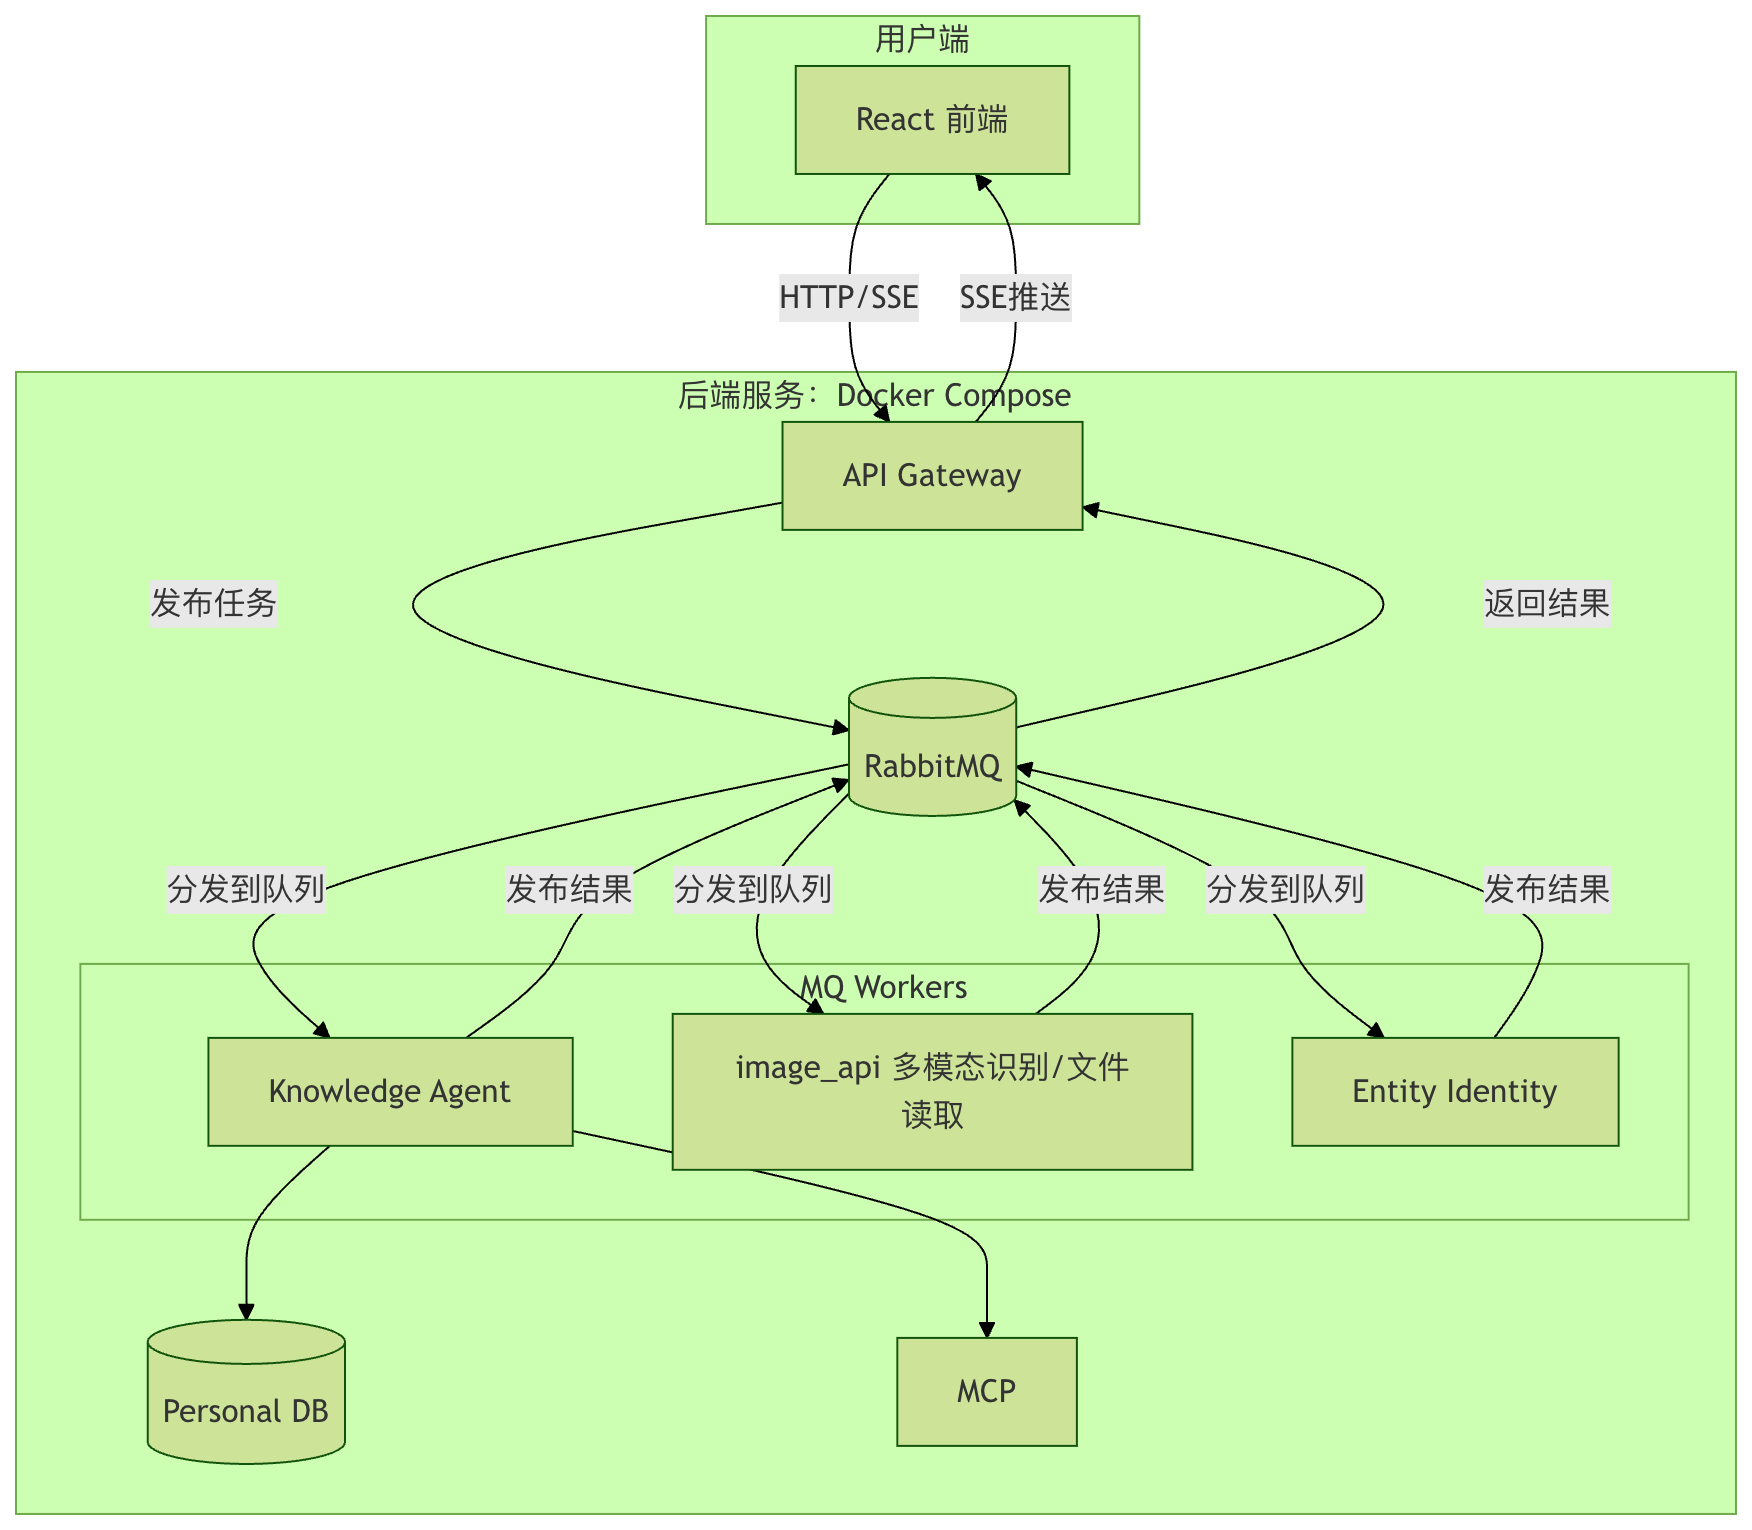 用户端
React 前端
HTTP/SSE
SSE推送
后端服务：Docker Compose
API Gateway
发布任务
返回结果
RabbitMQ
分发到队列
发布结果
分发到队列
发布结果
分发到队列
发布结果
MQ Workers
Knowledge Agent
image_api 多模态识别/文件
读取
Entity Identity
Personal DB
MCP